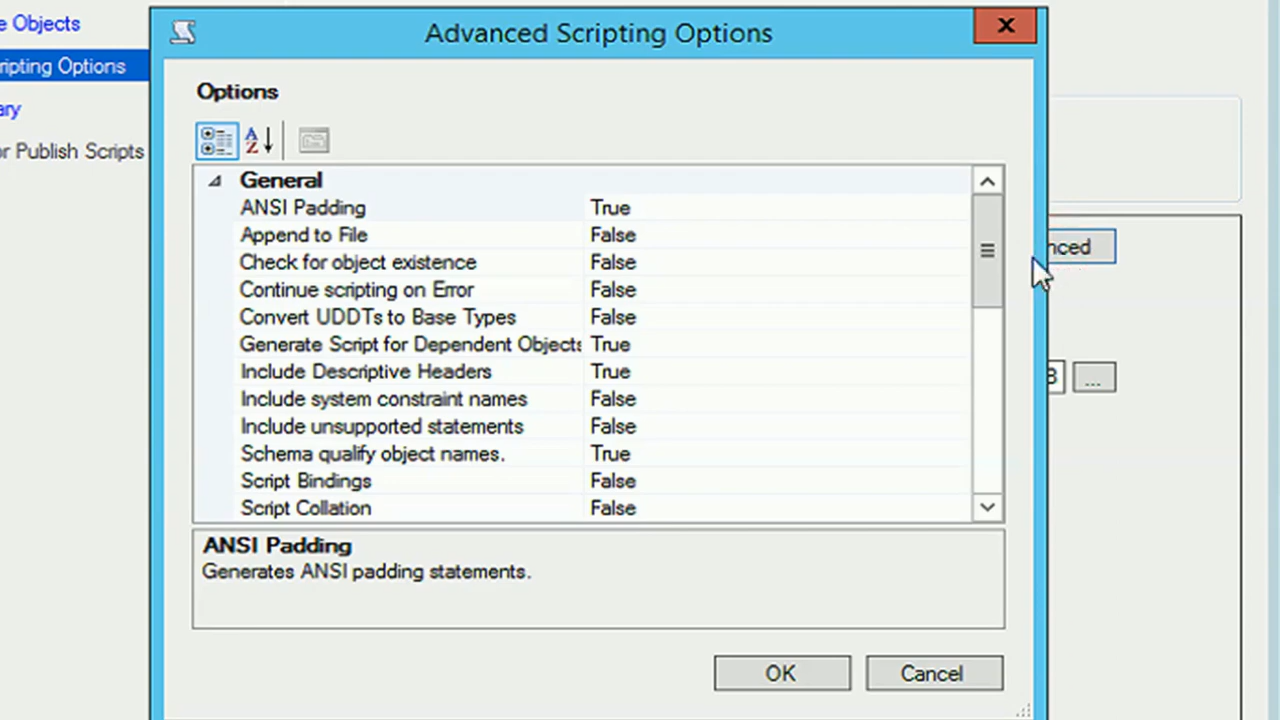 e Objects
ripting Options
ary
or Publish Scripts
Advanced Scripting Options
Options
General
ANSI Padding True
Append to File False
Check for object existence False
Continue scripting on Error False
Convert UDDTs to Base Types False
Generate Script for Dependent Objects True
Include Descriptive Headers True
Include system constraint names False
Include unsupported statements False
Schema qualify object names. True
Script Bindings False
Script Collation False
ANSI Padding
Generates ANSI padding statements.
OK Cancel
nced
...